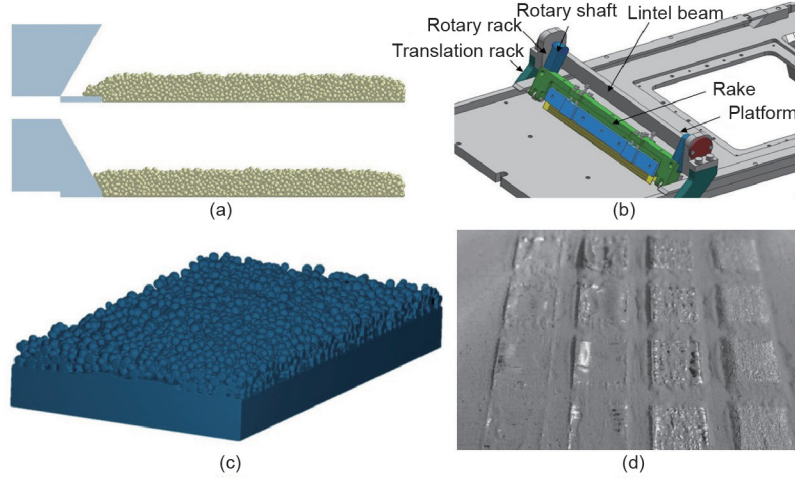 Rotary shaft
Lintel beam
Rotary rack
Translation rack
Rake
Platform
(a)
(b)
(c)
(d)